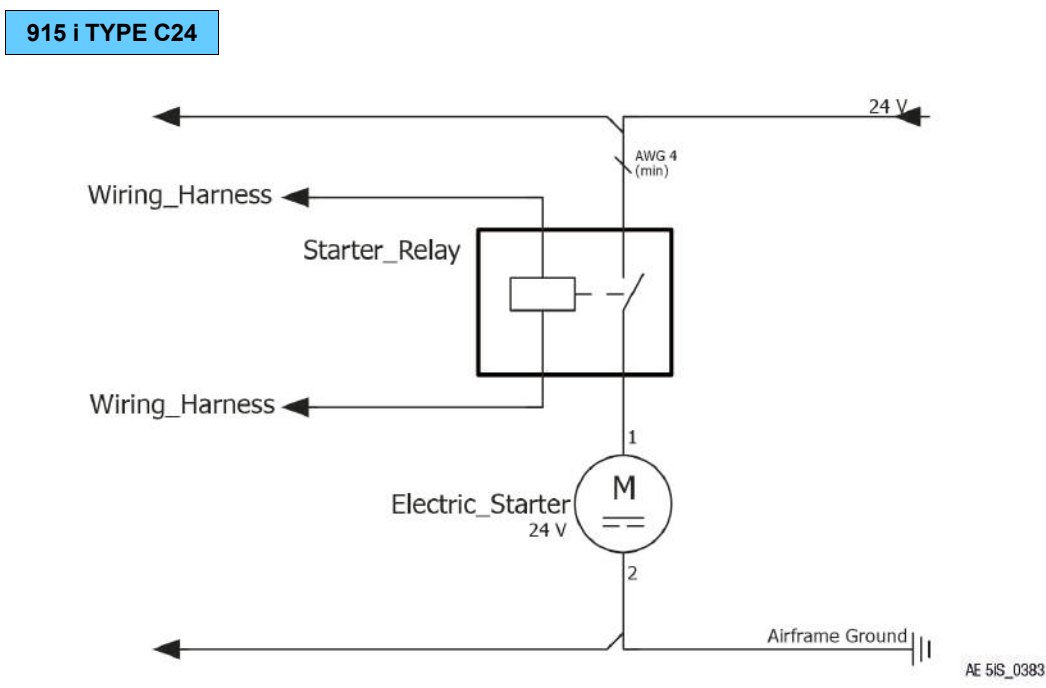 915 i TYPE C24
24 V
AWG 4
(min)
Wiring_Harness
Starter_Relay
Wiring_Harness
1
M
Electric_Starter
24 V
2
Airframe Ground
AE 5iS_0383